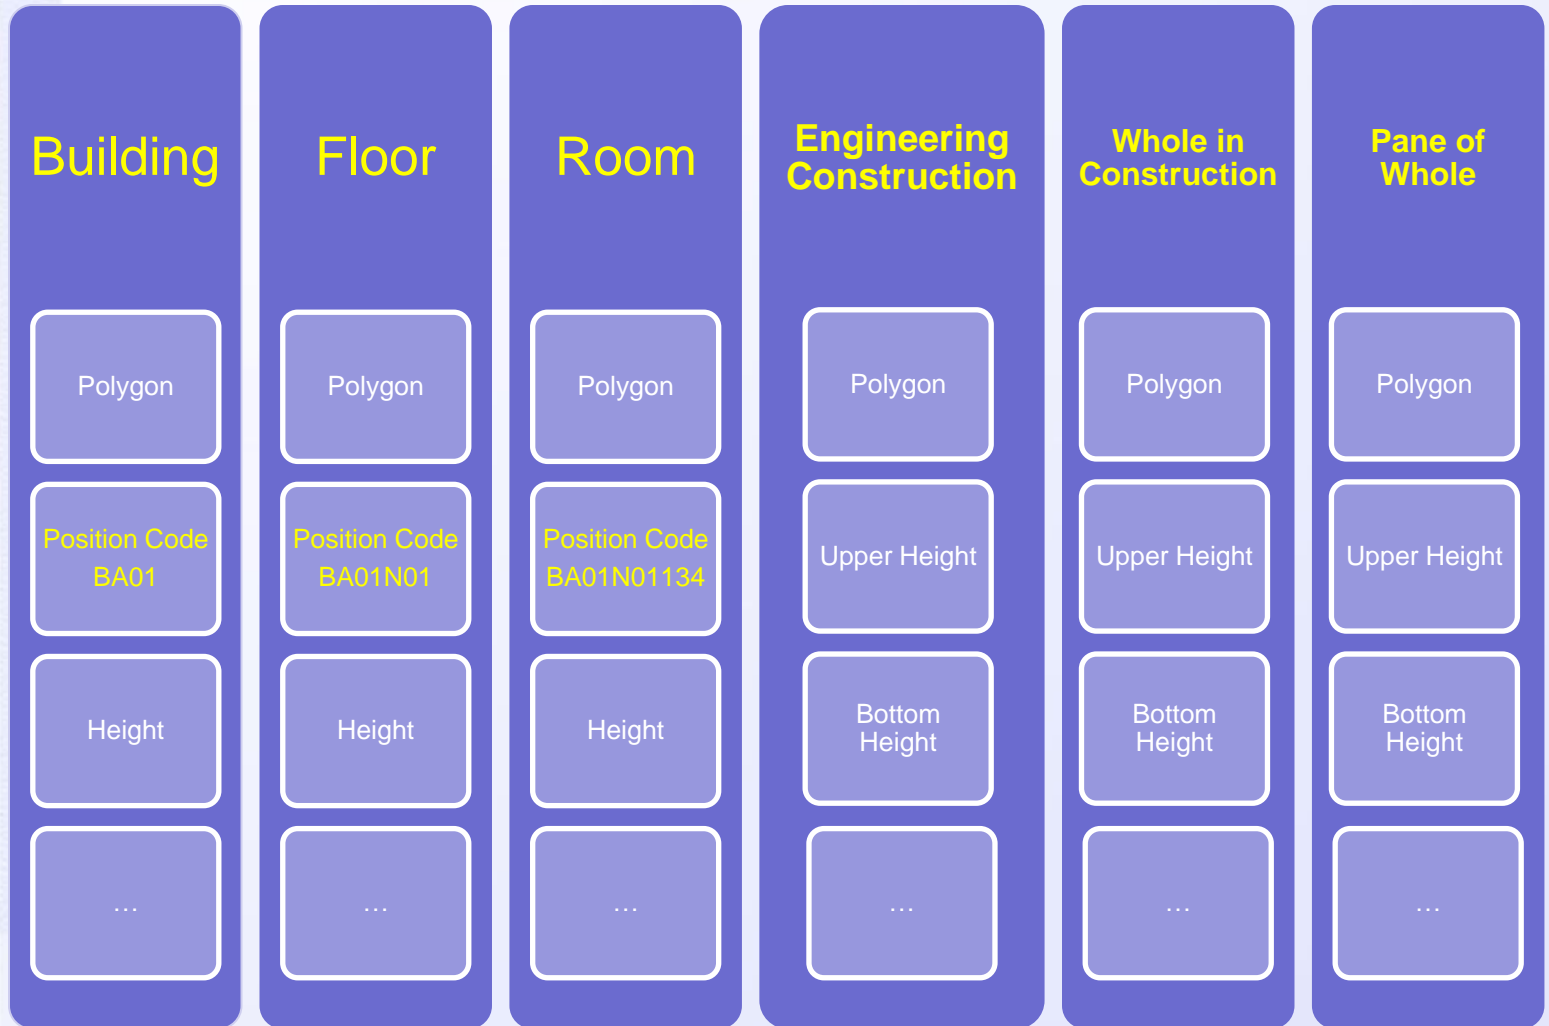 Building
Polygon
Position Code
BA01
Height
…
Floor
Polygon
Position Code
BA01N01
Height
…
Room
Polygon
Position Code
BA01N01134
Height
…
Engineering
Construction
Polygon
Upper Height
Bottom
Height
…
Whole in
Construction
Polygon
Upper Height
Bottom
Height
…
Pane of
Whole
Polygon
Upper Height
Bottom
Height
…